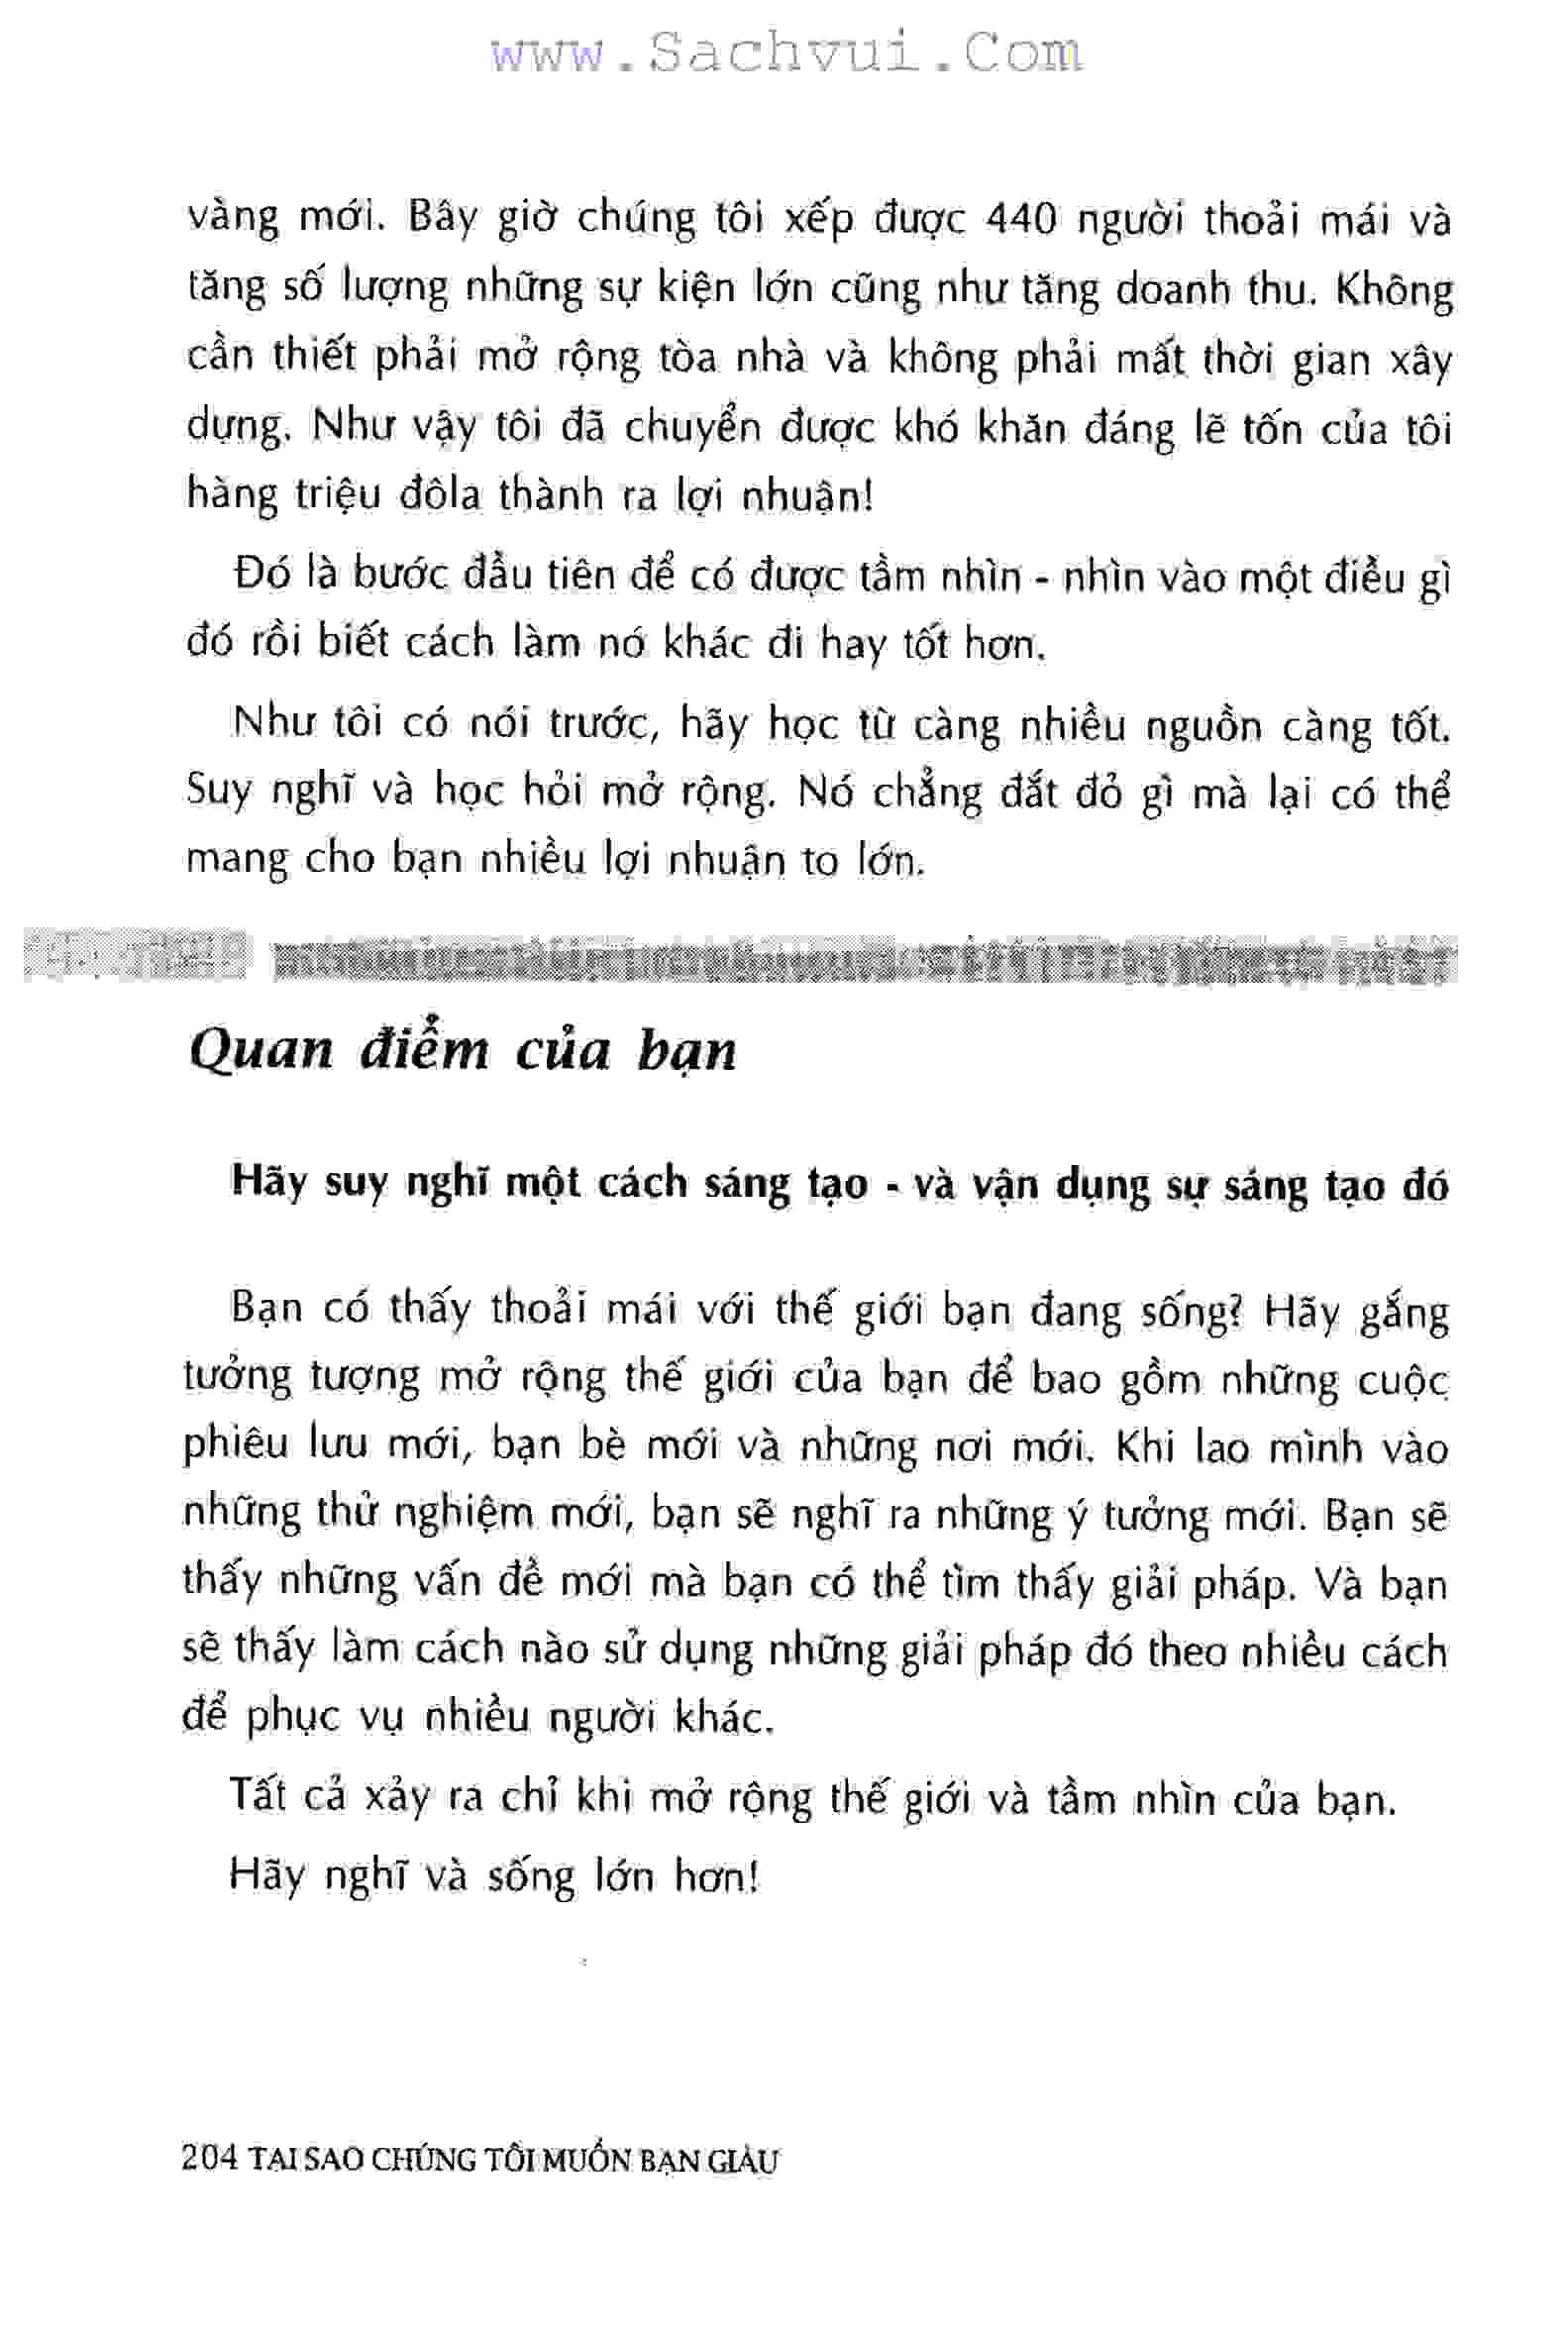 www.Sachvui.Com
vàng mới. Bây giờ chúng tôi xếp được 440 người thoải mái và
tăng số lượng những sự kiện lớn cũng như tăng doanh thu. Không
cần thiết phải mở rộng tòa nhà và không phải mất thời gian xây
dựng. Như vậy tôi đã chuyển được khó khăn đáng lẽ tốn của tôi
hàng triệu đôla thành ra lợi nhuận!
Đó là bước đầu tiên để có được tầm nhìn - nhìn vào một điều gì
đó rồi biết cách làm nó khác đi hay tốt hơn.
Như tôi có nói trước, hãy học từ càng nhiều nguồn càng tốt.
Suy nghĩ và học hỏi mở rộng. Nó chẳng đắt đỏ gì mà lại có thể
mang cho bạn nhiều lợi nhuận to lớn.
Quan điểm của bạn
Hãy suy nghĩ một cách sáng tạo - và vận dụng sự sáng tạo đó
Bạn có thấy thoải mái với thế giới bạn đang sống? Hãy gắng
tưởng tượng mở rộng thế giới của bạn để bao gồm những cuộc
phiêu lưu mới, bạn bè mới và những nơi mới. Khi lao mình vào
những thử nghiệm mới, bạn sẽ nghĩ ra những ý tưởng mới. Bạn sẽ
thấy những vấn đề mới mà bạn có thể tìm thấy giải pháp. Và bạn
sẽ thấy làm cách nào sử dụng những giải pháp đó theo nhiều cách
để phục vụ nhiều người khác.
Tất cả xảy ra chỉ khi mở rộng thế giới và tầm nhìn của bạn.
Hãy nghĩ và sống lớn hơn!
204 TẠI SAO CHÚNG TÔI MUỐN BẠN GIÀU